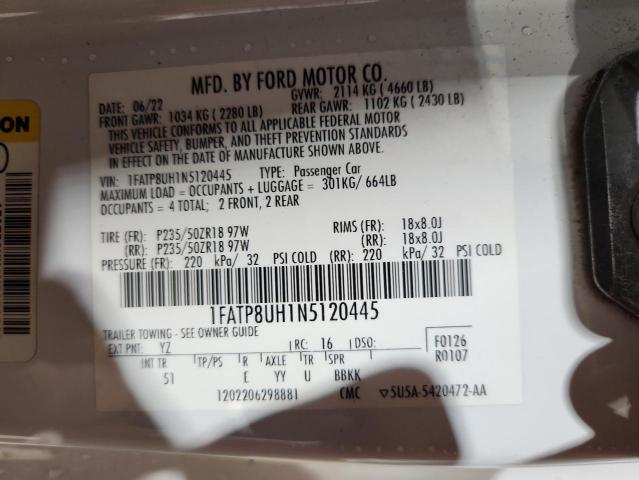 MFD. BY FORD MOTOR CO.
DATE: 06/22 GVWR: 2114 KG ( 4660 LB)
FRONT GAWR: 1034 KG ( 2280 LB) REAR GAWR: 1102 KG ( 2430 LB)
THIS VEHICLE CONFORMS TO ALL APPLICABLE FEDERAL MOTOR
VEHICLE SAFETY, BUMPER, AND THEFT PREVENTION STANDARDS
IN EFFECT ON THE DATE OF MANUFACTURE SHOWN ABOVE.
VIN: 1FATP8UH1N5120445 TYPE: Passenger Car
MAXIMUM LOAD = OCCUPANTS + LUGGAGE = 301KG/ 664LB
OCCUPANTS = 4 TOTAL; 2 FRONT, 2 REAR
TIRE (FR): P235/50ZR18 97W RIMS (FR): 18x8.0J
(RR): P235/50ZR18 97W (RR): 18x8.0J
PRESSURE (FR): 220 kPa/ 32 PSI COLD (RR): 220 kPa/ 32 PSI COLD
1FATP8UH1N5120445
TRAILER TOWING - SEE OWNER GUIDE
EXT PNT: YZ RC: 16 DSO: F0126
R0107
INT TR TP/PS R AXLE TR SPR
51 E YY U BBKK
1202206298881 CMC ▽5U5A-5420472-AA
ON